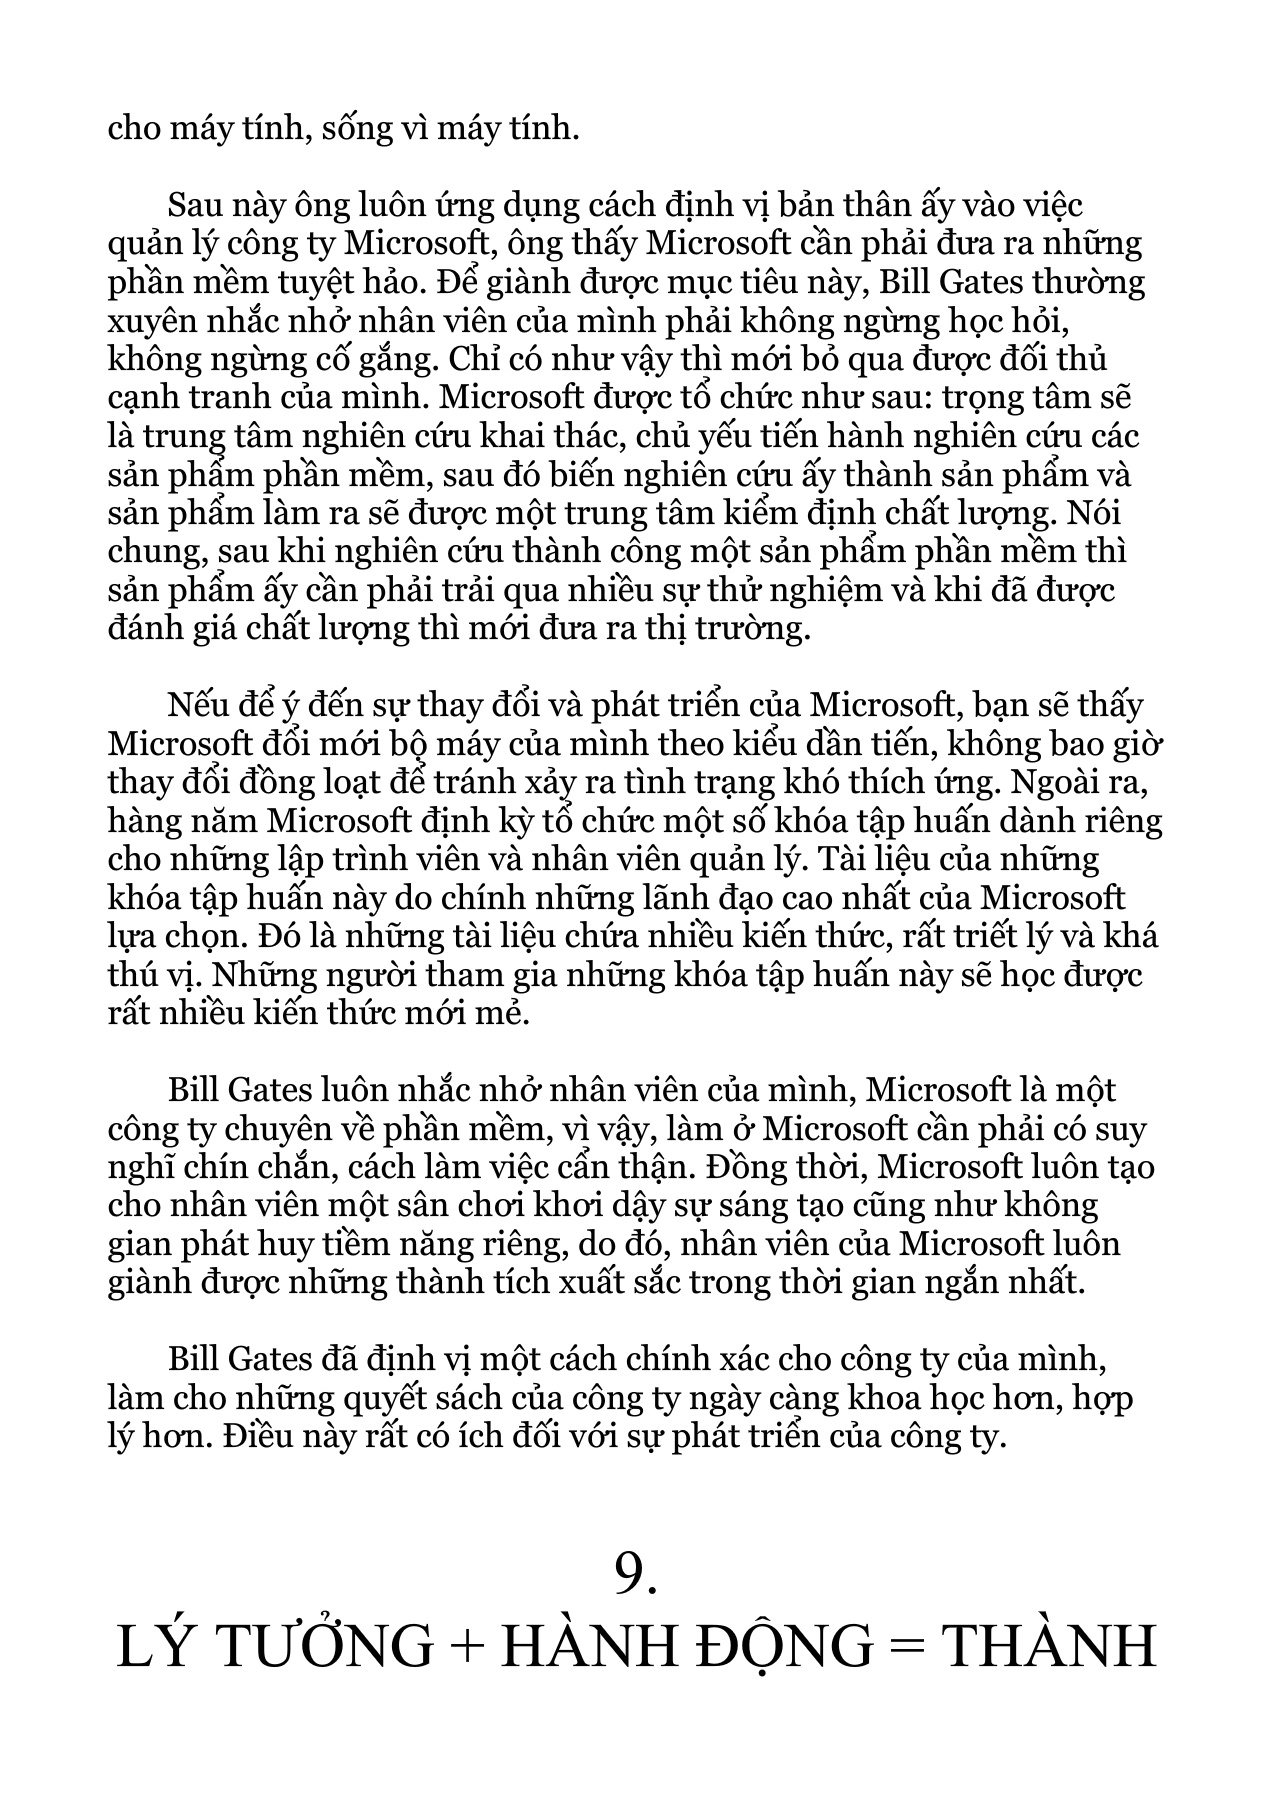 cho máy tính, sống vì máy tính.
Sau này ông luôn ứng dụng cách định vị bản thân ấy vào việc
quản lý công ty Microsoft, ông thấy Microsoft cần phải đưa ra những
phần mềm tuyệt hảo. Để giành được mục tiêu này, Bill Gates thường
xuyên nhắc nhở nhân viên của mình phải không ngừng học hỏi,
không ngừng cố gắng. Chỉ có như vậy thì mới bỏ qua được đối thủ
cạnh tranh của mình. Microsoft được tổ chức như sau: trọng tâm sẽ
là trung tâm nghiên cứu khai thác, chủ yếu tiến hành nghiên cứu các
sản phẩm phần mềm, sau đó biến nghiên cứu ấy thành sản phẩm và
sản phẩm làm ra sẽ được một trung tâm kiểm định chất lượng. Nói
chung, sau khi nghiên cứu thành công một sản phẩm phần mềm thì
sản phẩm ấy cần phải trải qua nhiều sự thử nghiệm và khi đã được
đánh giá chất lượng thì mới đưa ra thị trường.
Nếu để ý đến sự thay đổi và phát triển của Microsoft, bạn sẽ thấy
Microsoft đổi mới bộ máy của mình theo kiểu dần tiến, không bao giờ
thay đổi đồng loạt để tránh xảy ra tình trạng khó thích ứng. Ngoài ra,
hàng năm Microsoft định kỳ tổ chức một số khóa tập huấn dành riêng
cho những lập trình viên và nhân viên quản lý. Tài liệu của những
khóa tập huấn này do chính những lãnh đạo cao nhất của Microsoft
lựa chọn. Đó là những tài liệu chứa nhiều kiến thức, rất triết lý và khá
thú vị. Những người tham gia những khóa tập huấn này sẽ học được
rất nhiều kiến thức mới mẻ.
Bill Gates luôn nhắc nhở nhân viên của mình, Microsoft là một
công ty chuyên về phần mềm, vì vậy, làm ở Microsoft cần phải có suy
nghĩ chín chắn, cách làm việc cẩn thận. Đồng thời, Microsoft luôn tạo
cho nhân viên một sân chơi khơi dậy sự sáng tạo cũng như không
gian phát huy tiềm năng riêng, do đó, nhân viên của Microsoft luôn
giành được những thành tích xuất sắc trong thời gian ngắn nhất.
Bill Gates đã định vị một cách chính xác cho công ty của mình,
làm cho những quyết sách của công ty ngày càng khoa học hơn, hợp
lý hơn. Điều này rất có ích đối với sự phát triển của công ty.
9.
LÝ TƯỞNG + HÀNH ĐỘNG = THÀNH